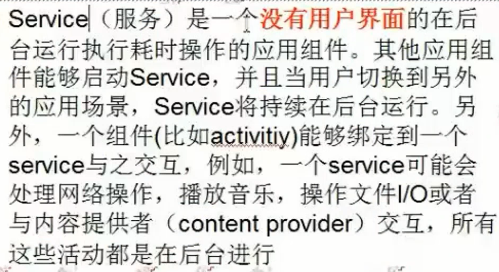 Service（服务）是一个没有用户界面的在后
台运行执行耗时操作的应用组件。其他应用组
件能够启动Service，并且当用户切换到另外
的应用场景，Service将持续在后台运行。另
外，一个组件(比如activitiy)能够绑定到一个
service与之交互，例如，一个service可能会
处理网络操作，播放音乐，操作文件I/O或者
与内容提供者（content provider）交互，所有
这些活动都是在后台进行